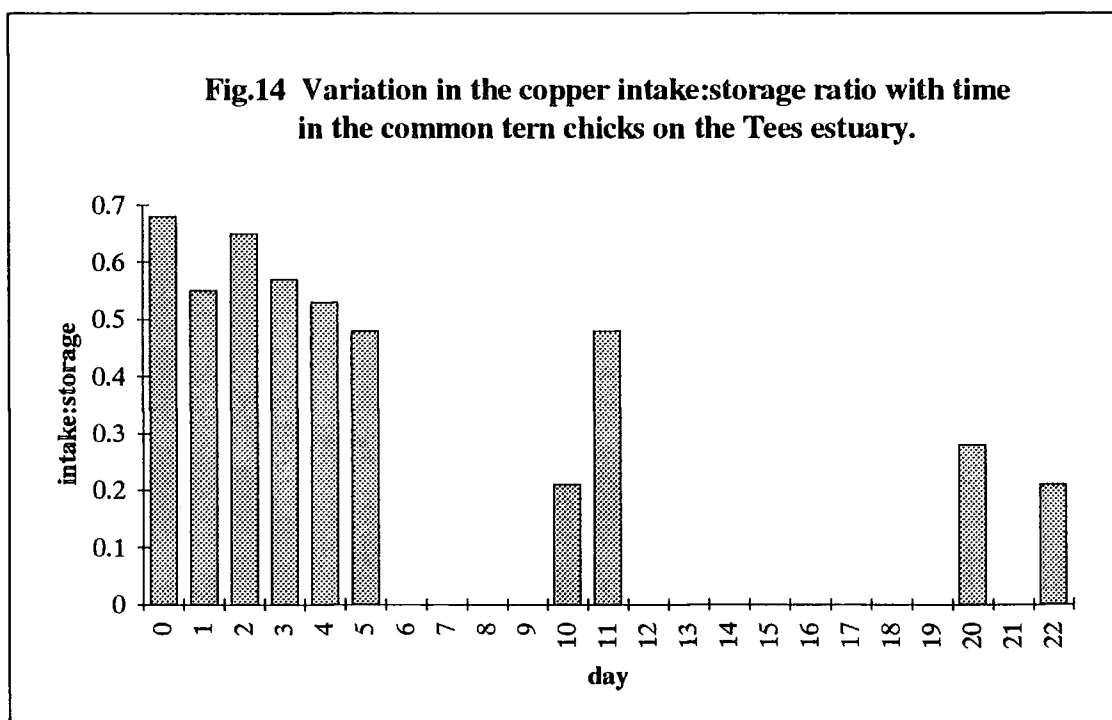 Fig.14 Variation in the copper intake:storage ratio with time
in the common tern chicks on the Tees estuary.
0.7
0.6
0.5
0.4
0.3
0.2
0.1
0
intake:storage
0 1 2 3 4 5 6 7 8 9 10 11 12 13 14 15 16 17 18 19 20 21 22
day